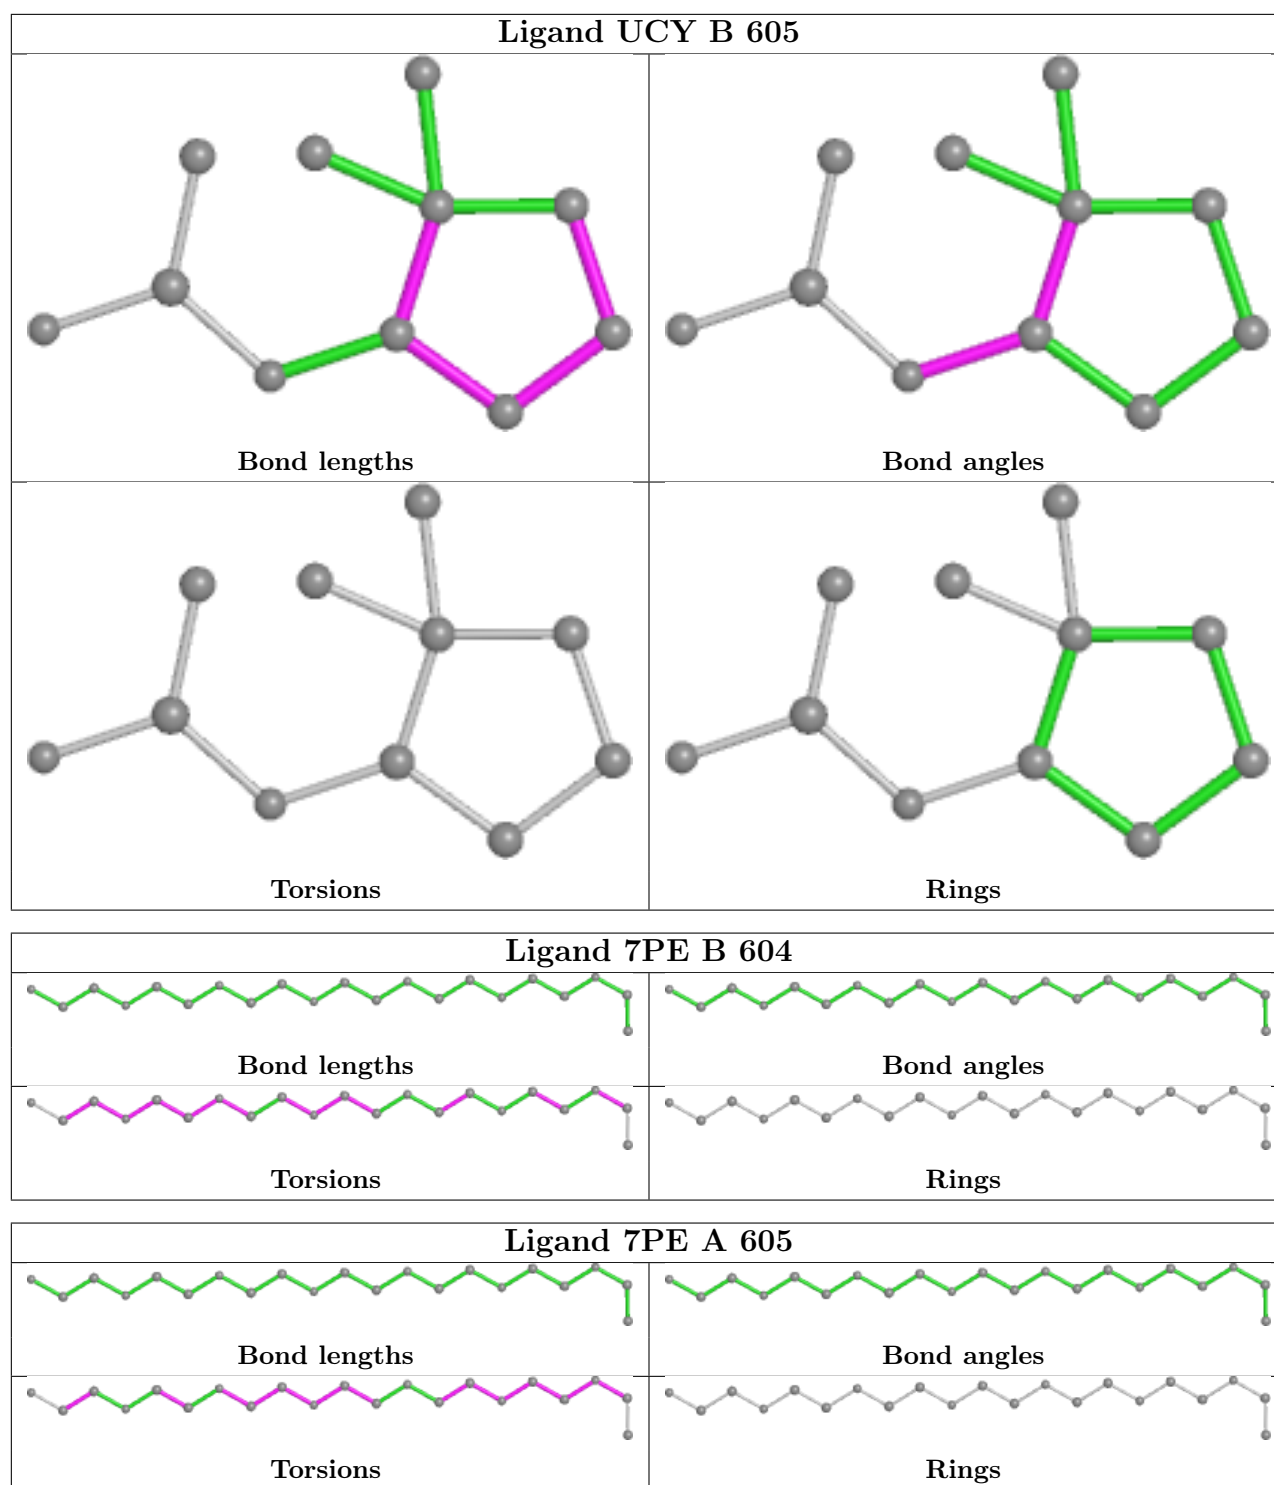 Ligand UCY B 605
Bond lengths
Bond angles
Torsions
Rings
Ligand 7PE B 604
Bond lengths
Bond angles
Torsions
Rings
Ligand 7PE A 605
Bond lengths
Bond angles
Torsions
Rings